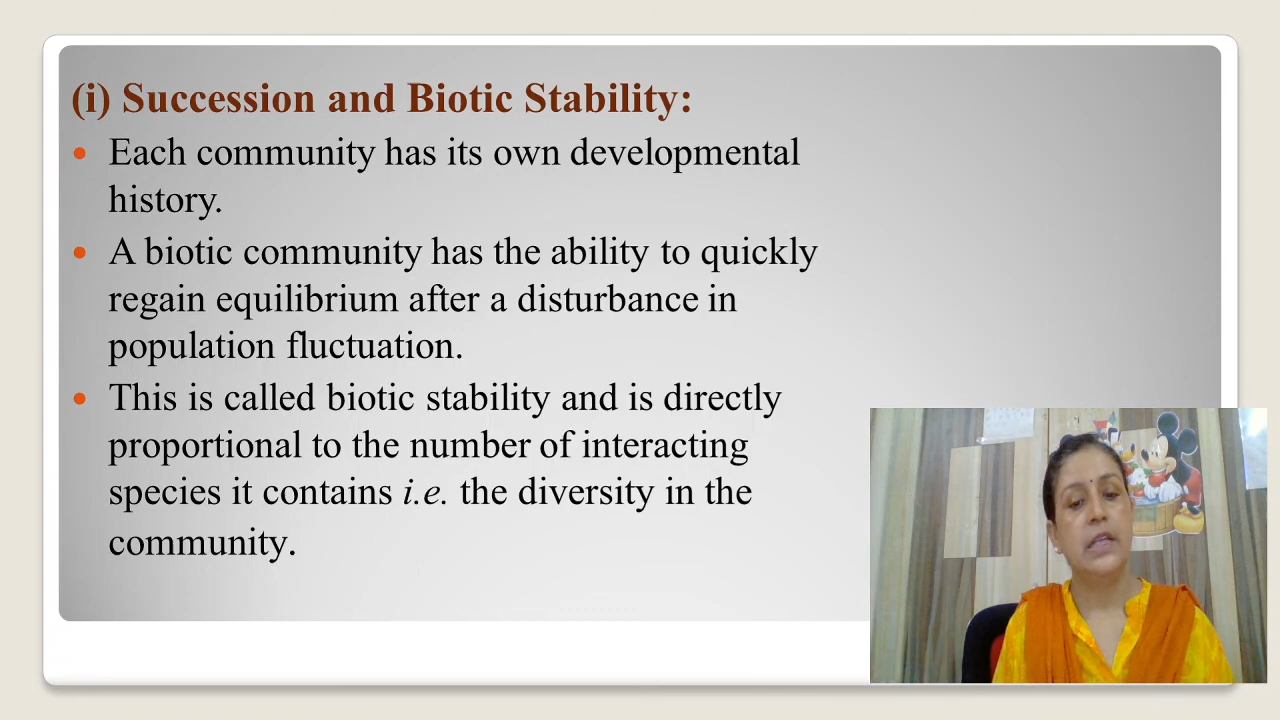 (i) Succession and Biotic Stability:
Each community has its own developmental
history.
A biotic community has the ability to quickly
regain equilibrium after a disturbance in
population fluctuation.
This is called biotic stability and is directly
proportional to the number of interacting
species it contains i.e. the diversity in the
community.